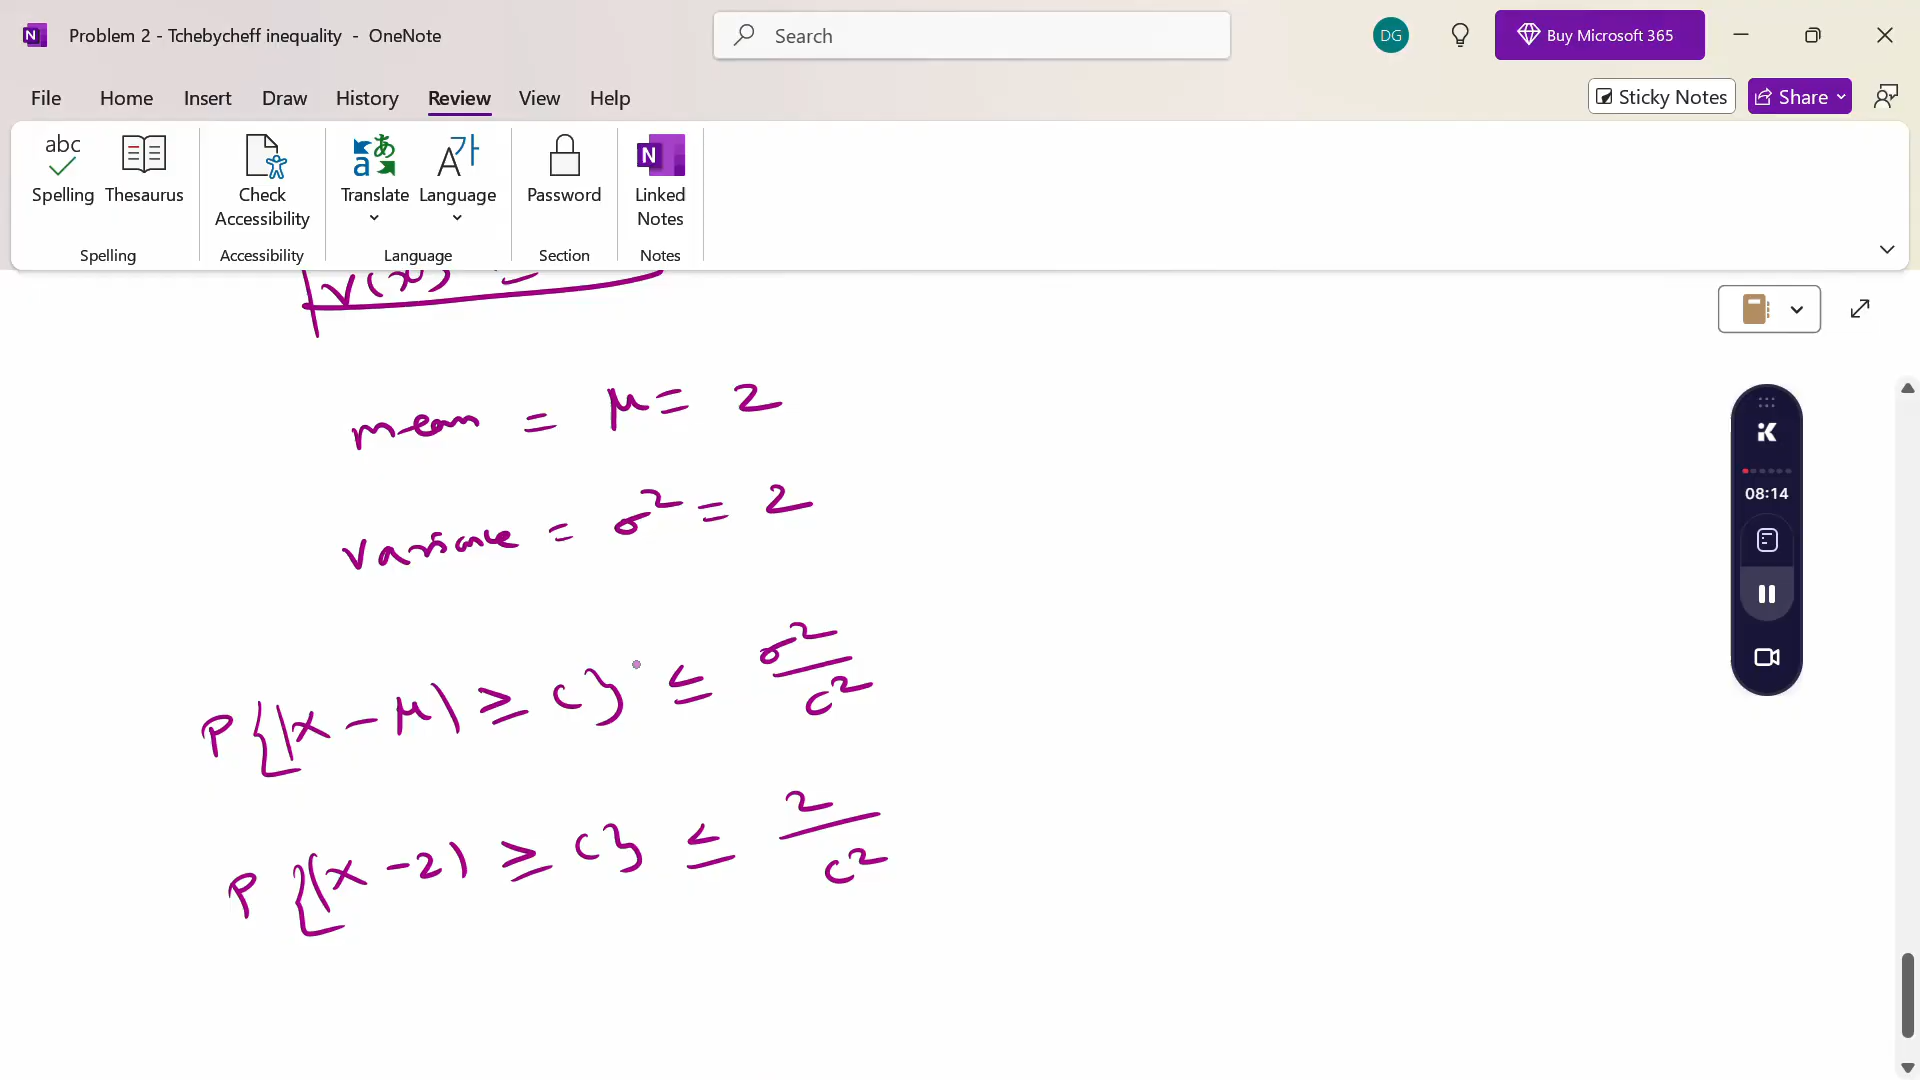 Problem 2 - Tchebycheff inequality - OneNote
Search
DG
Buy Microsoft 365
File Home Insert Draw History Review View Help
Sticky Notes
Share
abc
Spelling
Thesaurus
Check Accessibility
Translate
Language
Password
Linked Notes
Spelling
Accessibility
Language
Section
Notes
08:14
mean = μ = 2
variance = σ² = 2
P{|X - μ| ≥ c} ≤ σ²/c²
P{|X - 2| ≥ c} ≤ 2/c²